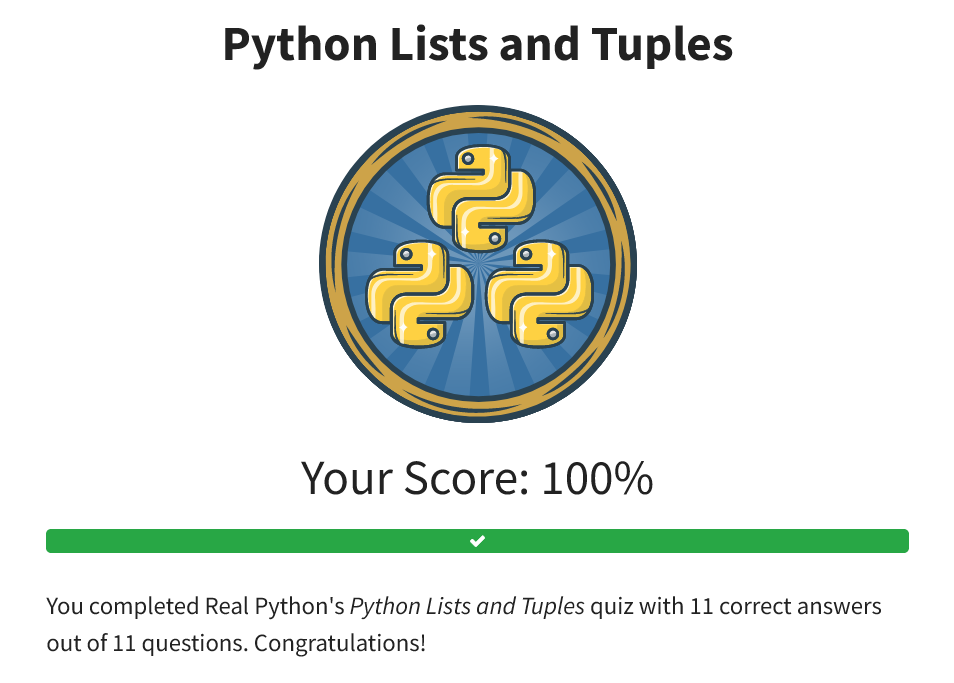 Python Lists and Tuples
Your Score: 100%
You completed Real Python's Python Lists and Tuples quiz with 11 correct answers
out of 11 questions. Congratulations!